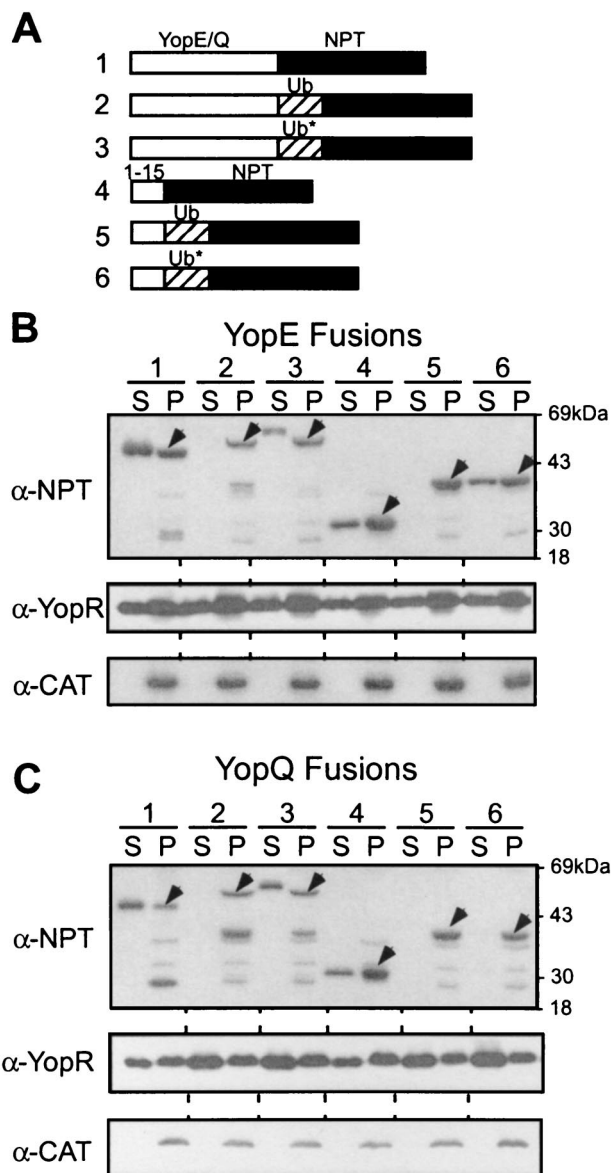 A
YopE/Q NPT
1
Ub
2
Ub*
3
1-15 NPT
4
Ub
5
Ub*
6
B
YopE Fusions
1 2 3 4 5 6
S P S P S P S P S P S P
69kDa
α-NPT
43
30
18
α-YopR
α-CAT
C
YopQ Fusions
1 2 3 4 5 6
S P S P S P S P S P S P
69kDa
α-NPT
43
30
18
α-YopR
α-CAT